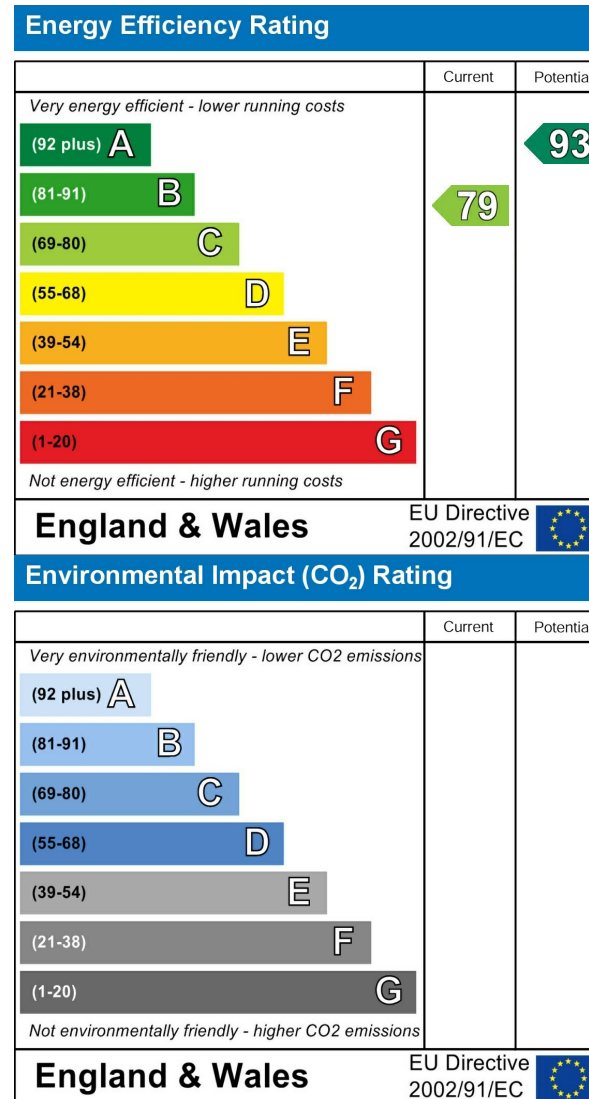 Energy Efficiency Rating
Current Potentia
Very energy efficient - lower running costs
(92 plus) A
93
(81-91) B
79
(69-80) C
(55-68) D
(39-54) E
(21-38) F
(1-20) G
Not energy efficient - higher running costs
England & Wales
EU Directive
2002/91/EC
Environmental Impact (CO₂) Rating
Current Potentia
Very environmentally friendly - lower CO2 emissions
(92 plus) A
(81-91) B
(69-80) C
(55-68) D
(39-54) E
(21-38) F
(1-20) G
Not environmentally friendly - higher CO2 emissions
England & Wales
EU Directive
2002/91/EC